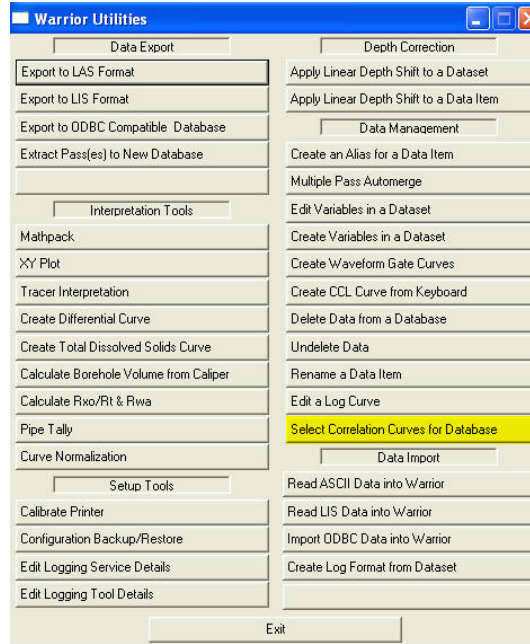 Warrior Utilities
Data Export
Export to LAS Format
Export to LIS Format
Export to ODBC Compatible Database
Extract Pass(es) to New Database
Interpretation Tools
Mathpack
XY Plot
Tracer Interpretation
Create Differential Curve
Create Total Dissolved Solids Curve
Calculate Borehole Volume from Caliper
Calculate Rxo/Rt & Rwa
Pipe Tally
Curve Normalization
Setup Tools
Calibrate Printer
Configuration Backup/Restore
Edit Logging Service Details
Edit Logging Tool Details
Depth Correction
Apply Linear Depth Shift to a Dataset
Apply Linear Depth Shift to a Data Item
Data Management
Create an Alias for a Data Item
Multiple Pass Automerge
Edit Variables in a Dataset
Create Variables in a Dataset
Create Waveform Gate Curves
Create CCL Curve from Keyboard
Delete Data from a Database
Undelete Data
Rename a Data Item
Edit a Log Curve
Select Correlation Curves for Database
Data Import
Read ASCII Data into Warrior
Read LIS Data into Warrior
Import ODBC Data into Warrior
Create Log Format from Dataset
Exit